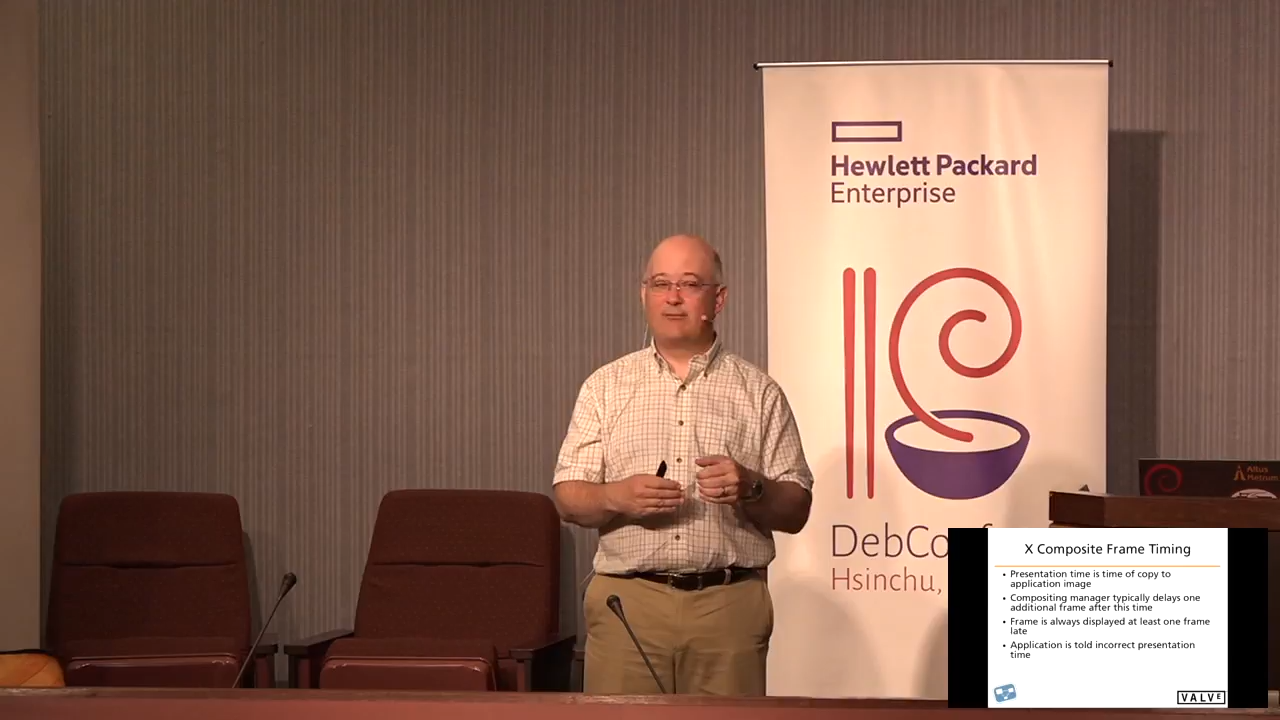 Hewlett Packard
Enterprise
DebCo
Hsinchu,
Altus
Metrum
X Composite Frame Timing
• Presentation time is time of copy to
application image
• Compositing manager typically delays one
additional frame after this time
• Frame is always displayed at least one frame
late
• Application is told incorrect presentation
time
VALVE